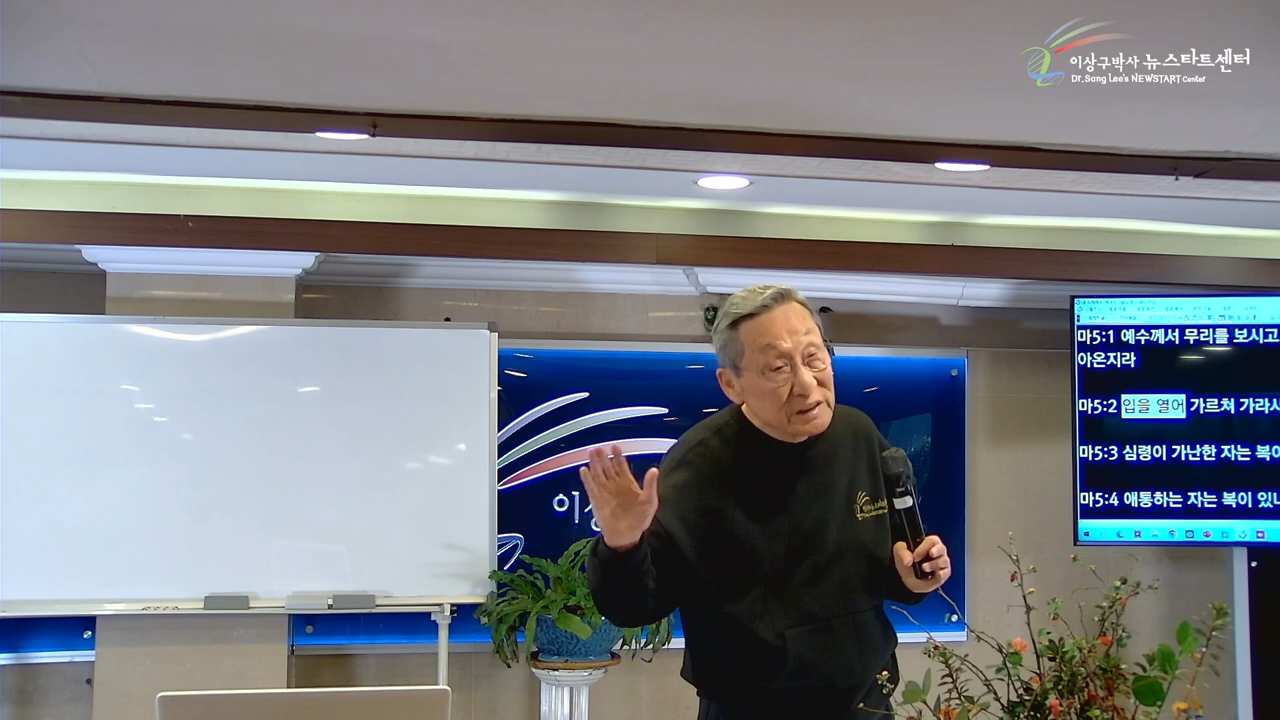 이상구박사 뉴스타트센터
Dr. Sang Lee's NEWSTART Center
마5:1 예수께서 무리를 보시고
아온지라
마5:2 입을 열어 가르쳐 가라사
마5:3 심령이 가난한 자는 복이
마5:4 애통하는 자는 복이 있나
이상